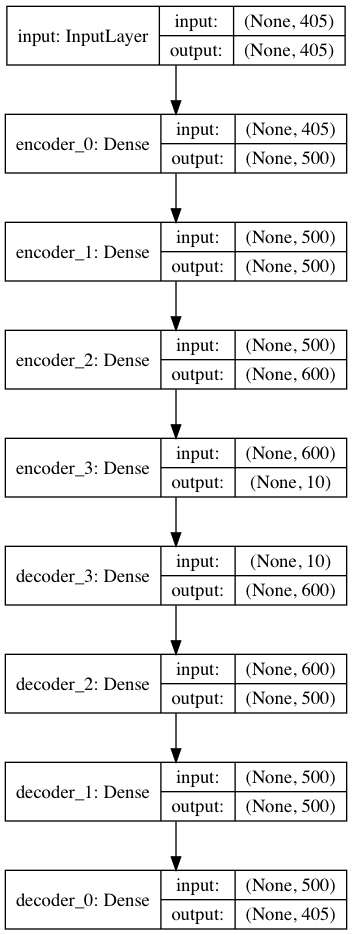 input: InputLayer
input: (None, 405)
output: (None, 405)
encoder_0: Dense
input: (None, 405)
output: (None, 500)
encoder_1: Dense
input: (None, 500)
output: (None, 500)
encoder_2: Dense
input: (None, 500)
output: (None, 600)
encoder_3: Dense
input: (None, 600)
output: (None, 10)
decoder_3: Dense
input: (None, 10)
output: (None, 600)
decoder_2: Dense
input: (None, 600)
output: (None, 500)
decoder_1: Dense
input: (None, 500)
output: (None, 500)
decoder_0: Dense
input: (None, 500)
output: (None, 405)